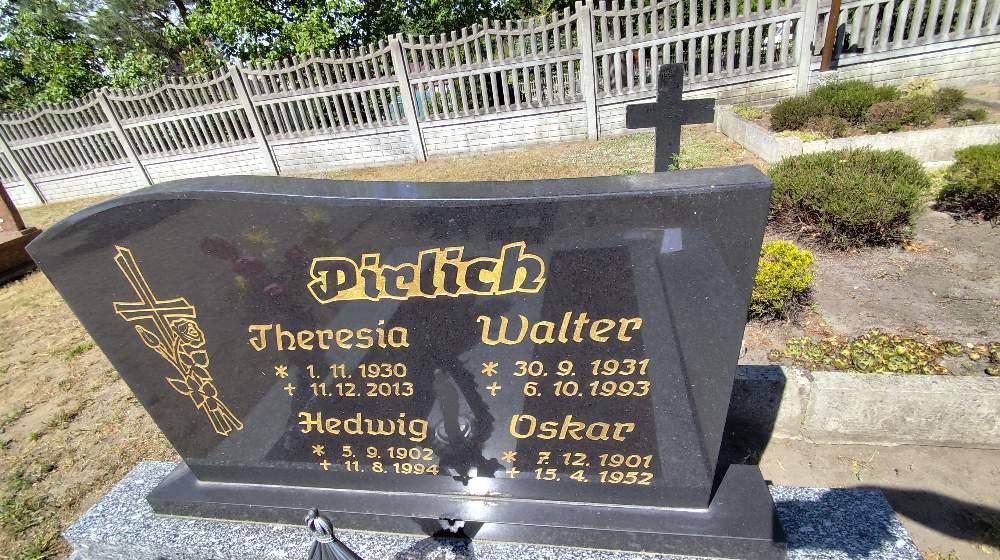 Pirlich
Theresia
* 1. 11. 1930
+ 11. 12. 2013
Walter
* 30. 9. 1931
+ 6. 10. 1993
Hedwig
* 5. 9. 1902
+ 11. 8. 1994
Oskar
* 7. 12. 1901
+ 15. 4. 1952